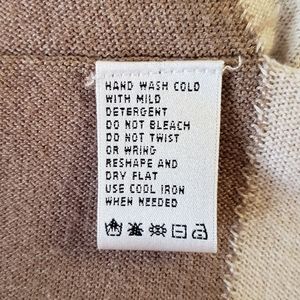 HAND WASH COLD
WITH MILD
DETERGENT
DO NOT BLEACH
DO NOT TWIST
OR WRING
RESHAPE AND
DRY FLAT
USE COOL IRON
WHEN NEEDED